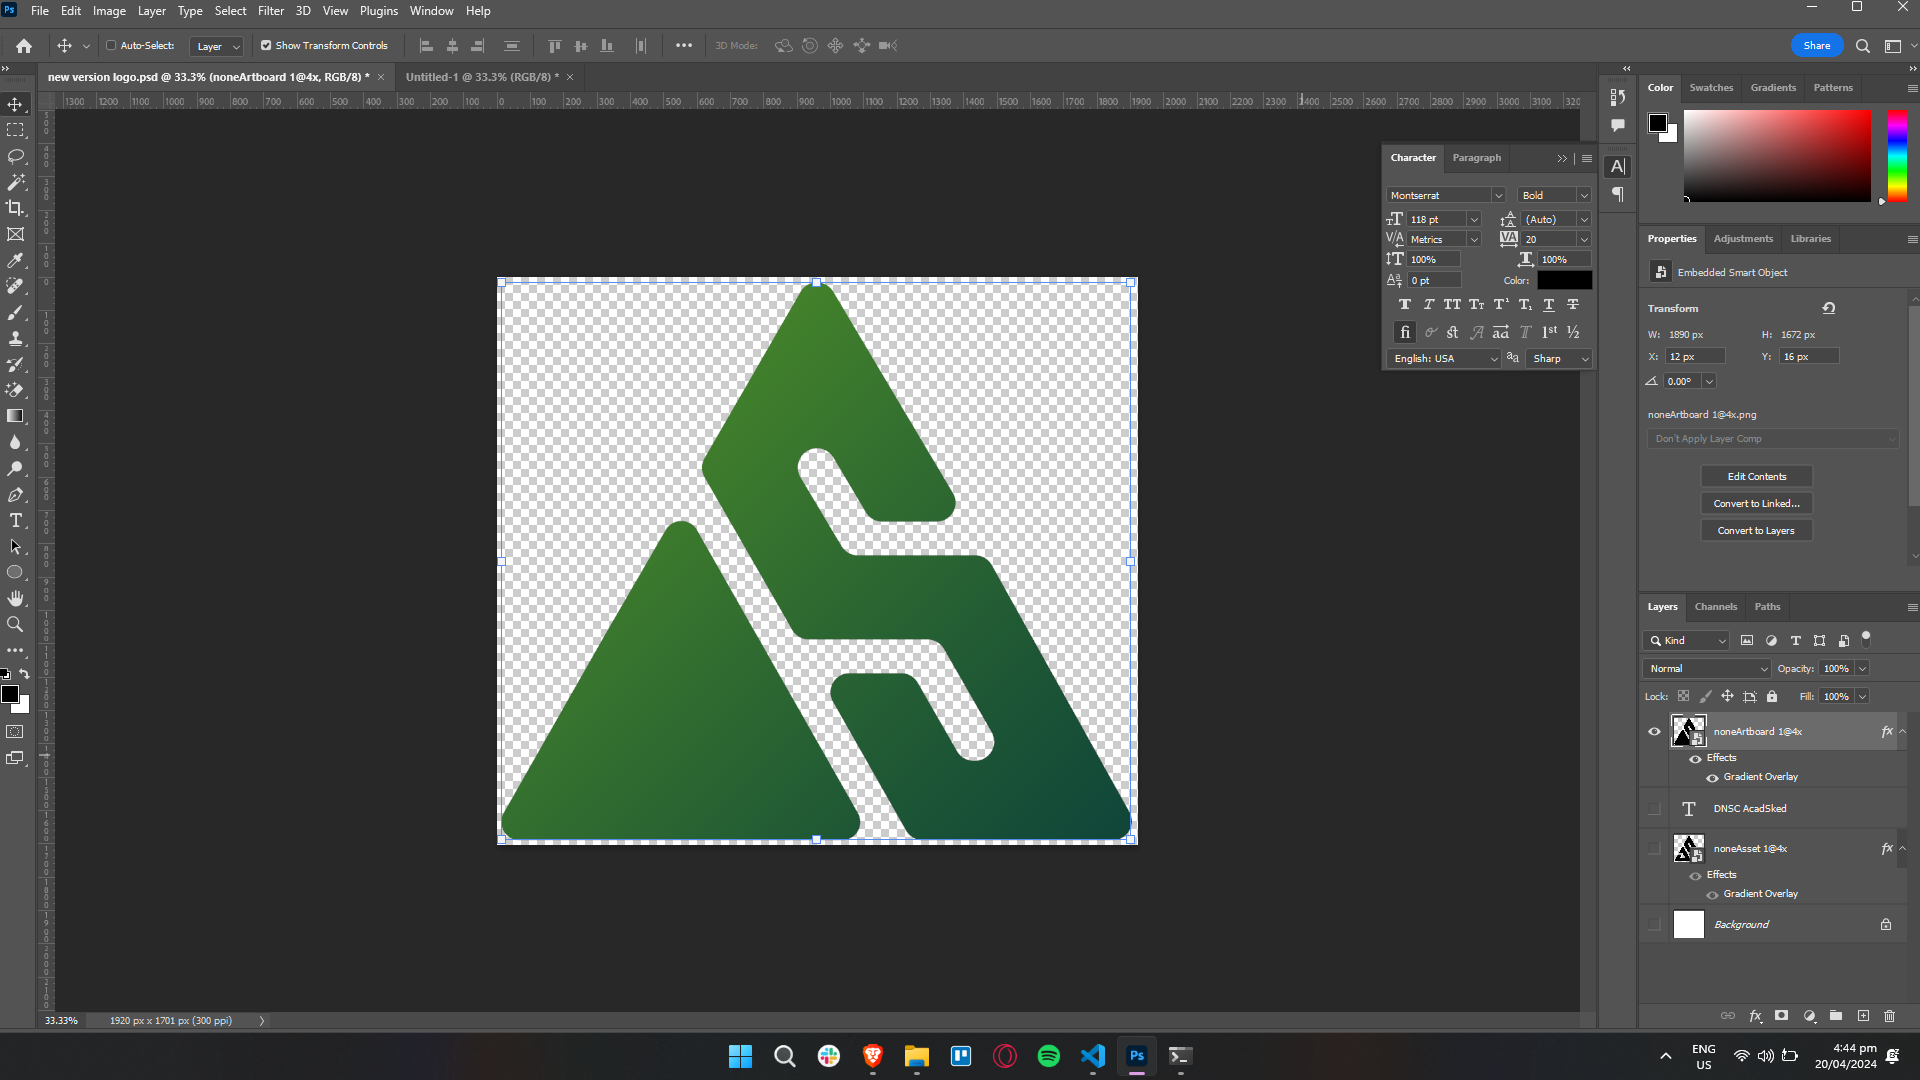 File Edit Image Layer Type Select Filter 3D View Plugins Window Help
Auto-Select: Layer Show Transform Controls 3D Mode: Share
new version logo.psd @ 33.3% (noneArtboard 1@4x, RGB/8) * Untitled-1 @ 33.3% (RGB/8) *
1300 1200 1100 1000 900 800 700 600 500 400 300 200 100 0 100 200 300 400 500 600 700 800 900 1000 1100 1200 1300 1400 1500 1600 1700 1800 1900 2000 2100 2200 2300 2400 2500 2600 2700 2800 2900 3000 3100
Color Swatches Gradients Patterns
Character Paragraph
Montserrat Bold
118 pt (Auto)
Metrics 20
100% 100%
0 pt Color:
English: USA Sharp
Properties Adjustments Libraries
Embedded Smart Object
Transform
W: 1890 px H: 1672 px
X: 12 px Y: 16 px
0.00°
noneArtboard 1@4x.png
Don't Apply Layer Comp
Edit Contents
Convert to Linked...
Convert to Layers
Layers Channels Paths
Kind
Normal Opacity: 100%
Lock: Fill: 100%
noneArtboard 1@4x fx
Effects
Gradient Overlay
DNSC AcadSked
noneAsset 1@4x fx
Effects
Gradient Overlay
Background
33.33% 1920 px x 1701 px (300 ppi)
ENG
US
4:44 pm
20/04/2024